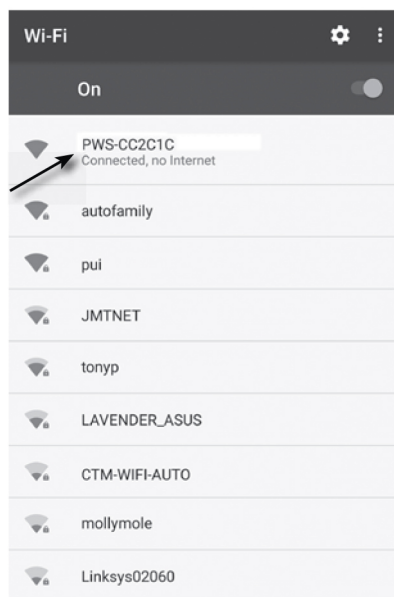 Wi-Fi
On
PWS-CC2C1C
Connected, no Internet
autofamily
pui
JMTNET
tonyp
LAVENDER_ASUS
CTM-WIFI-AUTO
mollymole
Linksys02060